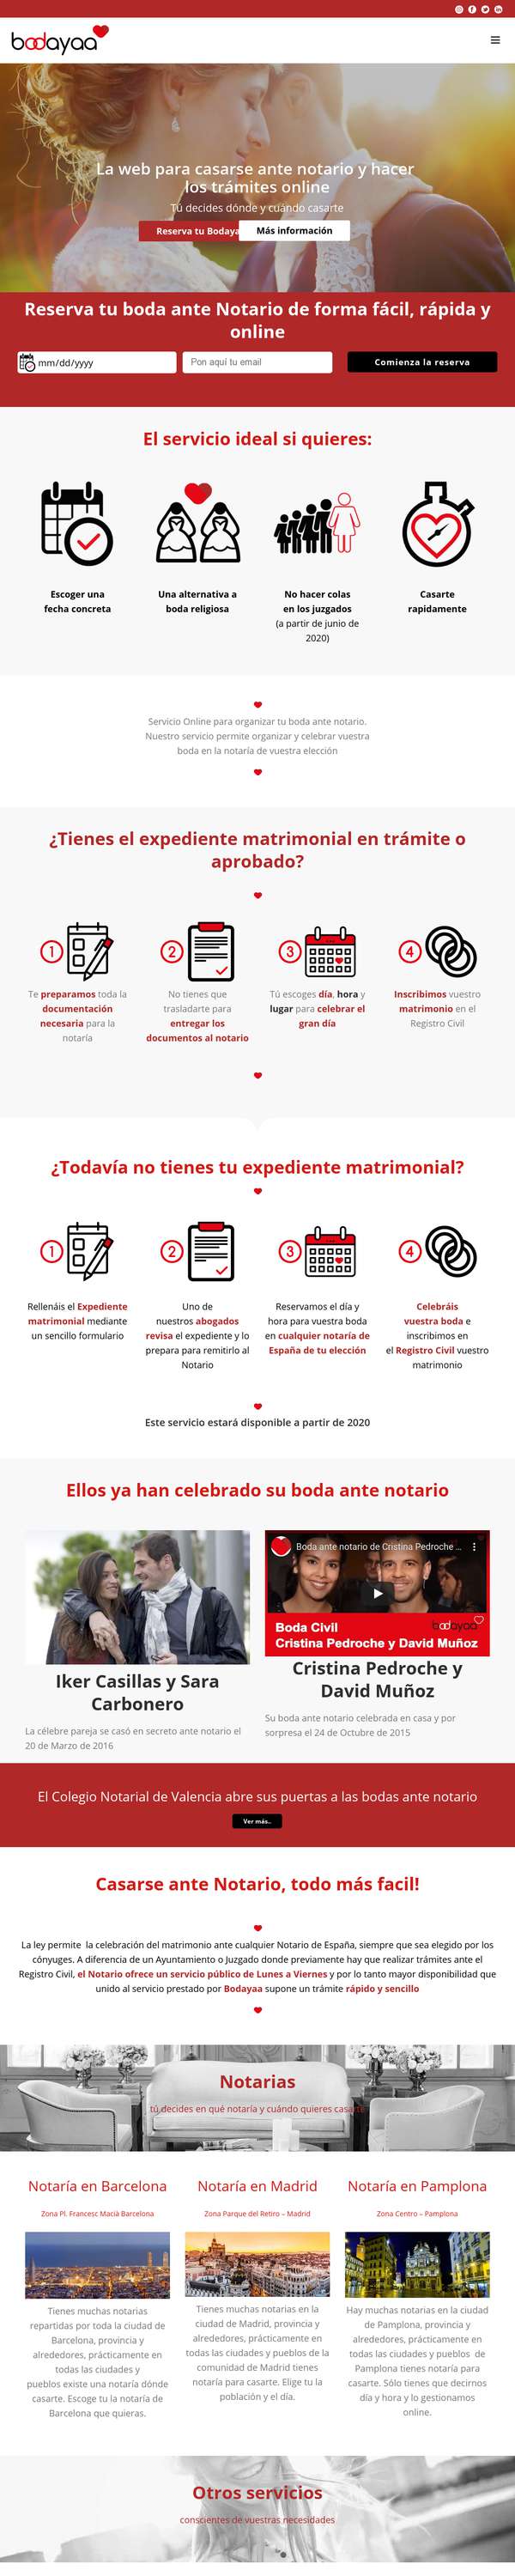 bodayaa
La web para casarse ante notario y hacer
los trámites online
Tú decides dónde y cuándo casarte
Reserva tu Bodaya
Más información
Reserva tu boda ante Notario de forma fácil, rápida y
online
mm/dd/yyyy
Pon aquí tu email
Comienza la reserva
El servicio ideal si quieres:
Escoger una
fecha concreta
Una alternativa a
boda religiosa
No hacer colas
en los juzgados
(a partir de junio de
2020)
Casarte
rapidamente
Servicio Online para organizar tu boda ante notario.
Nuestro servicio permite organizar y celebrar vuestra
boda en la notaría de vuestra elección
¿Tienes el expediente matrimonial en trámite o
aprobado?
1
Te preparamos toda la
documentación
necesaria para la
notaría
2
No tienes que
trasladarte para
entregar los
documentos al notario
3
Tú escoges día, hora y
lugar para celebrar el
gran día
4
Inscribimos vuestro
matrimonio en el
Registro Civil
¿Todavía no tienes tu expediente matrimonial?
1
Rellenáis el Expediente
matrimonial mediante
un sencillo formulario
2
Uno de
nuestros abogados
revisa el expediente y lo
prepara para remitirlo al
Notario
3
Reservamos el día y
hora para vuestra boda
en cualquier notaría de
España de tu elección
4
Celebráis
vuestra boda e
inscribimos en
el Registro Civil vuestro
matrimonio
Este servicio estará disponible a partir de 2020
Ellos ya han celebrado su boda ante notario
Iker Casillas y Sara
Carbonero
La célebre pareja se casó en secreto ante notario el
20 de Marzo de 2016
Boda ante notario de Cristina Pedroche ...
Boda Civil
Cristina Pedroche y David Muñoz
bodayaa
Cristina Pedroche y
David Muñoz
Su boda ante notario celebrada en casa y por
sorpresa el 24 de Octubre de 2015
El Colegio Notarial de Valencia abre sus puertas a las bodas ante notario
Ver más..
Casarse ante Notario, todo más facil!
La ley permite la celebración del matrimonio ante cualquier Notario de España, siempre que sea elegido por los
cónyuges. A diferencia de un Ayuntamiento o Juzgado donde previamente hay que realizar trámites ante el
Registro Civil, el Notario ofrece un servicio público de Lunes a Viernes y por lo tanto mayor disponibilidad que
unido al servicio prestado por Bodayaa supone un trámite rápido y sencillo
Notarias
tú decides en qué notaría y cuándo quieres casarte
Notaría en Barcelona
Zona Pl. Francesc Macià Barcelona
Tienes muchas notarias
repartidas por toda la ciudad de
Barcelona, provincia y
alrededores, prácticamente en
todas las ciudades y
pueblos existe una notaría dónde
casarte. Escoge tu la notaría de
Barcelona que quieras.
Notaría en Madrid
Zona Parque del Retiro – Madrid
Tienes muchas notarias en la
ciudad de Madrid, provincia y
alrededores, prácticamente en
todas las ciudades y pueblos de la
comunidad de Madrid tienes
notaría para casarte. Elige tu la
población y el día.
Notaría en Pamplona
Zona Centro – Pamplona
Hay muchas notarias en la ciudad
de Pamplona, provincia y
alrededores, prácticamente en
todas las ciudades y pueblos de
Pamplona tienes notaría para
casarte. Sólo tienes que decirnos
día y hora y lo gestionamos
online.
Otros servicios
conscientes de vuestras necesidades